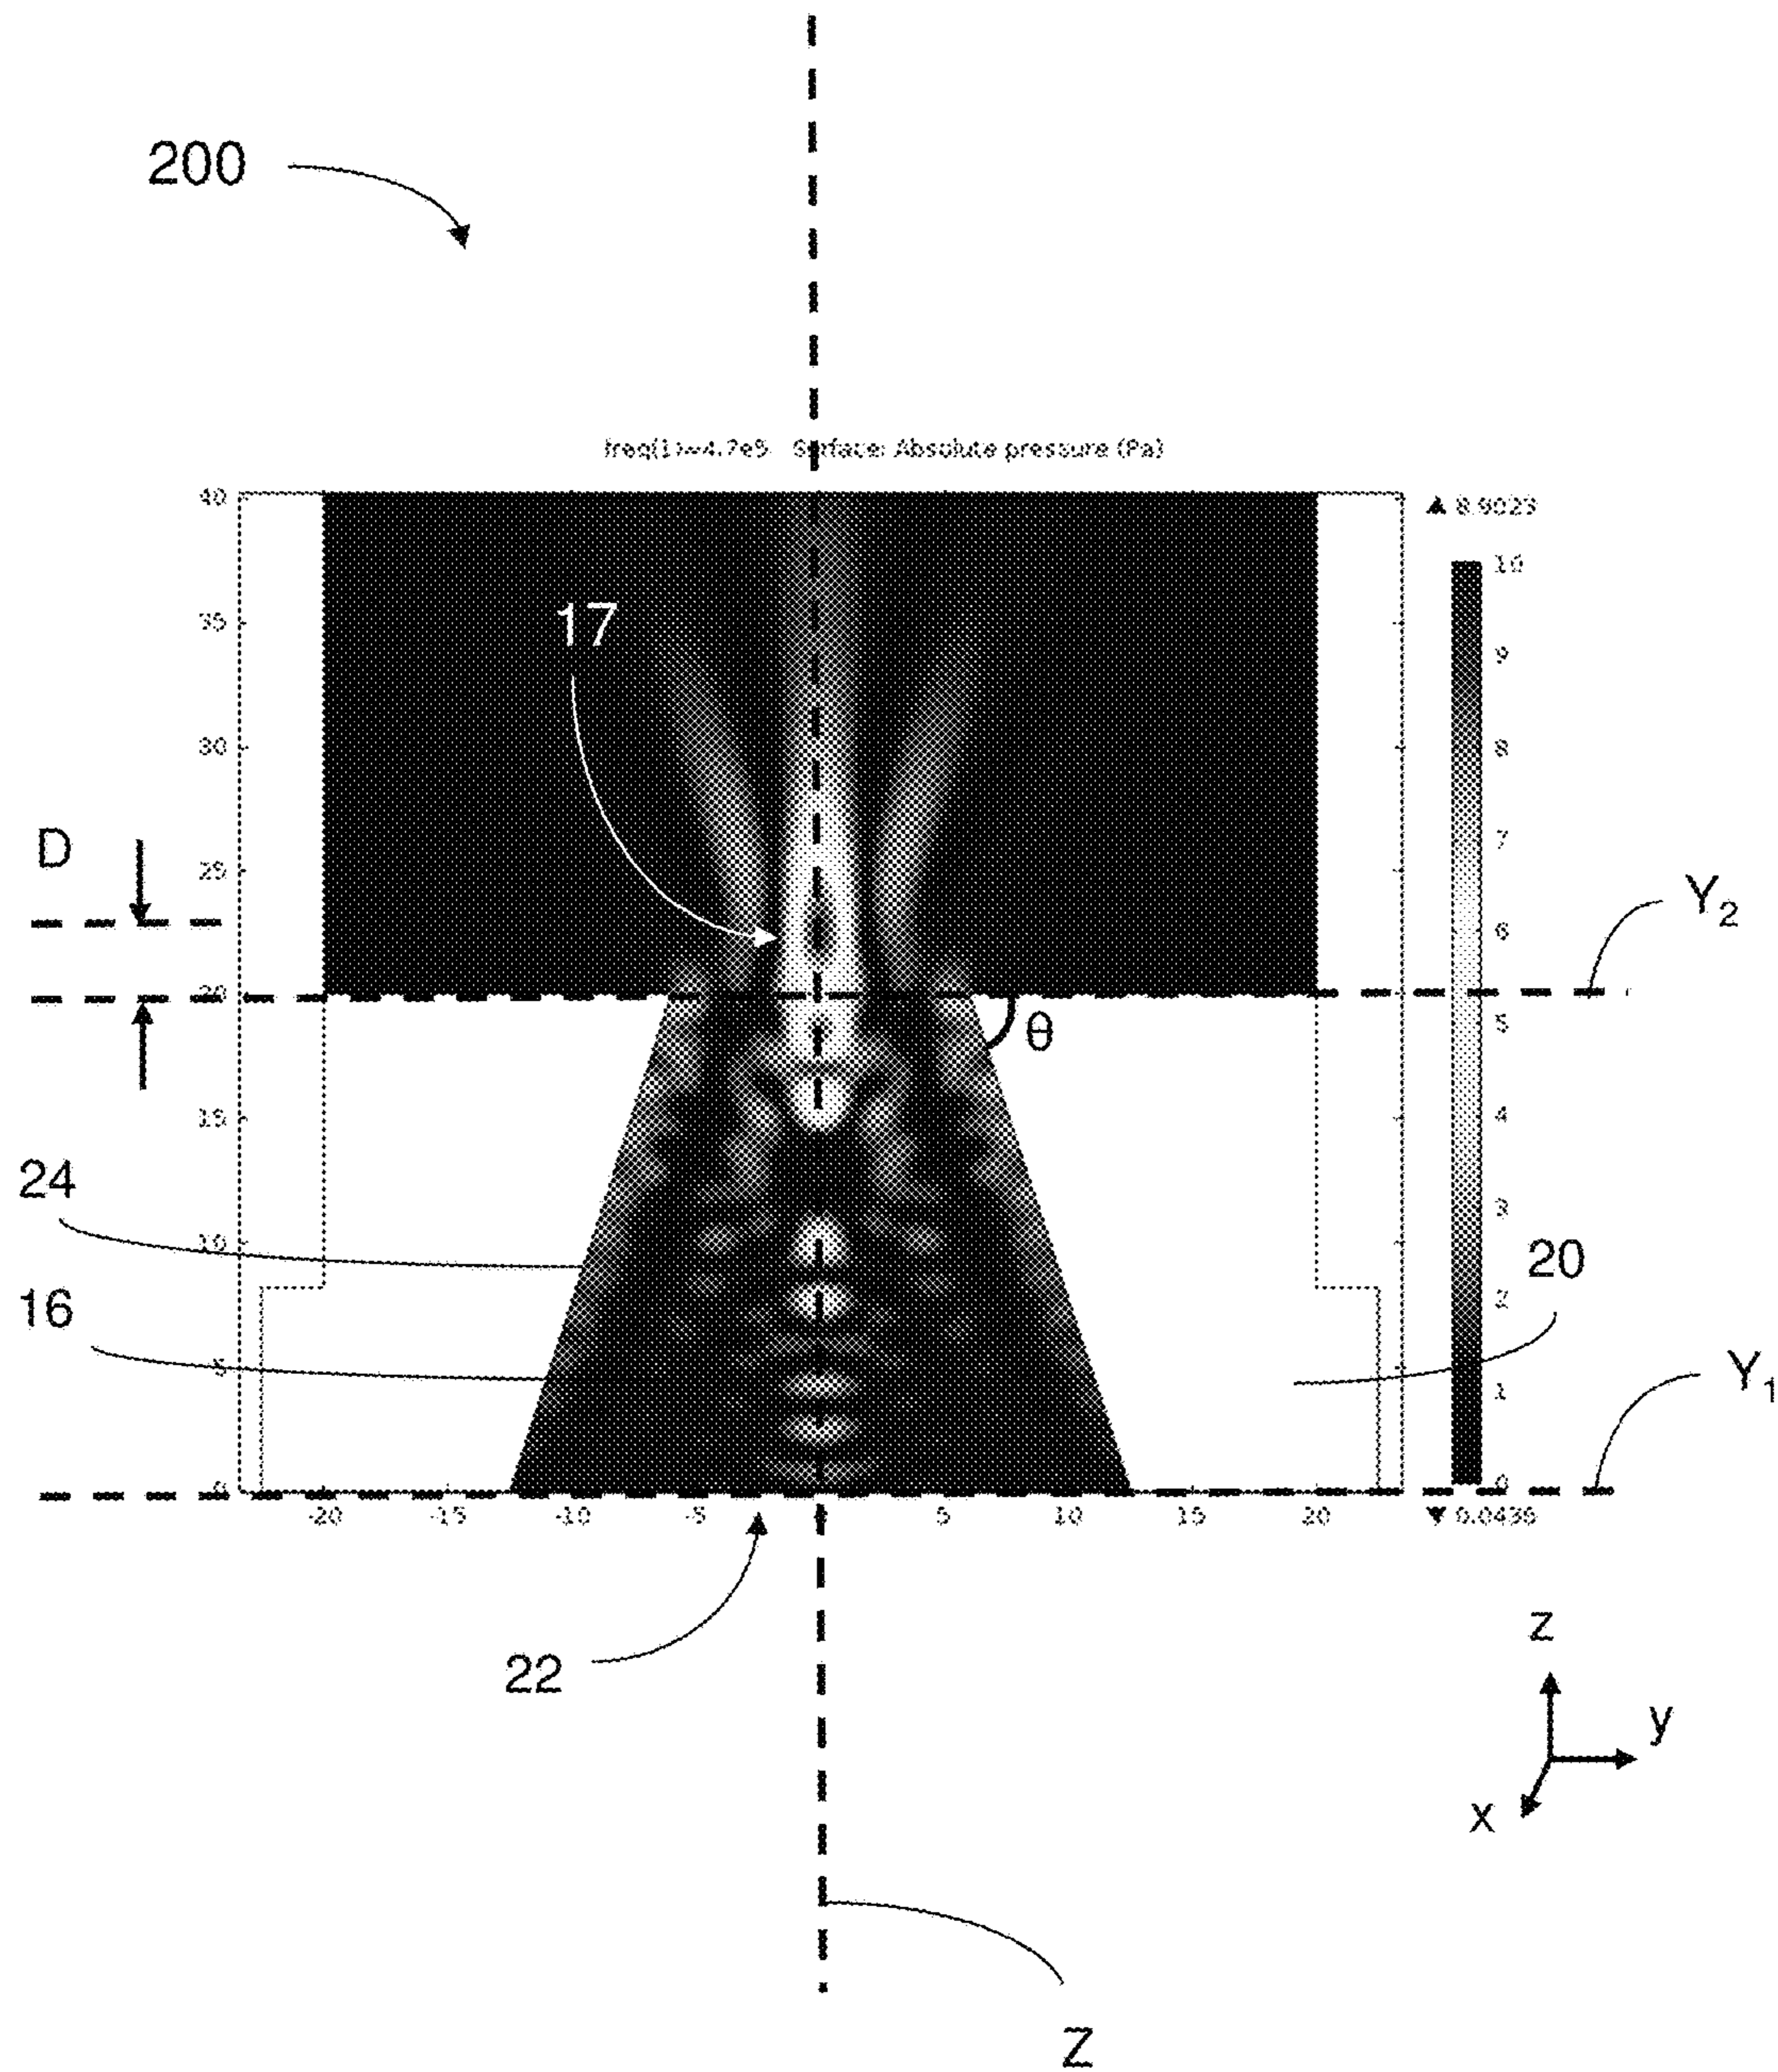 200
freq(1)=4.7e5 Surface: Absolute pressure (Pa)
40
▲ 8.9023
10
35
17
9
30
8
D
7
25
Y₂
6
20
5
θ
15
4
24
3
10
20
16
2
5
Y₁
1
0
0
-20 -15 -10 -5 5 10 15 20
▼ 0.0436
22
z
y
x
Z